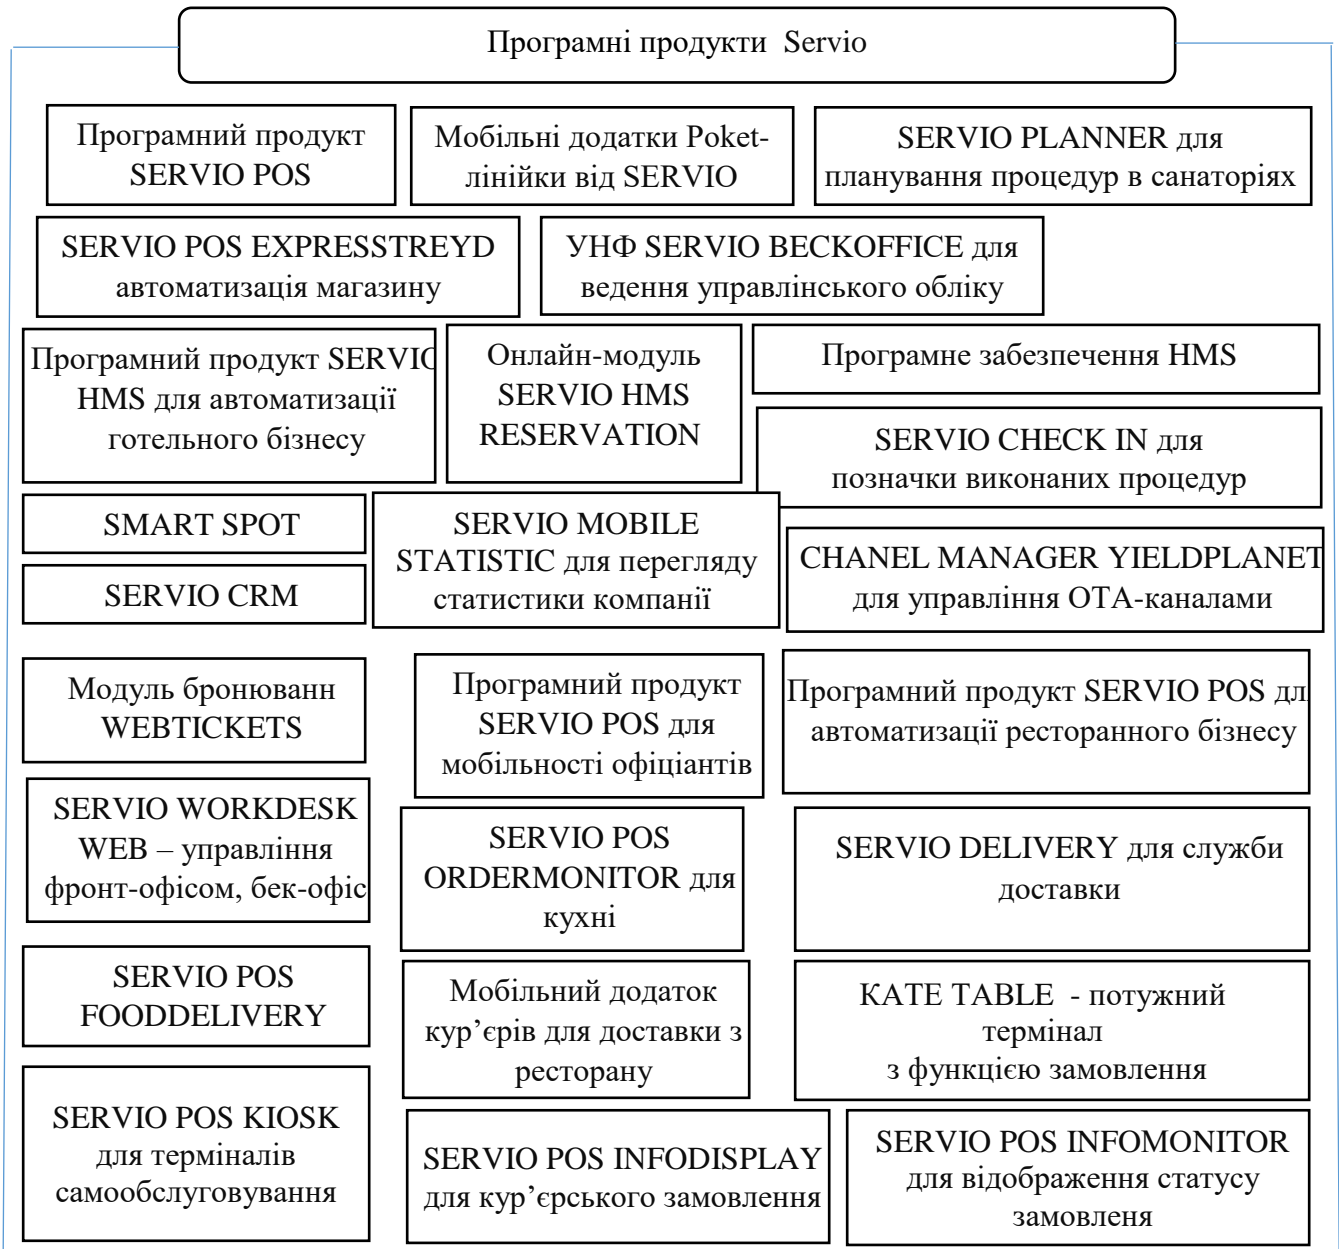 Програмні продукти Servio
Програмний продукт
SERVIO POS
Мобільні додатки Poket-
лінійки від SERVIO
SERVIO PLANNER для
планування процедур в санаторіях
SERVIO POS EXPRESSTREYD
автоматизація магазину
УНФ SERVIO BECKOFFICE для
ведення управлінського обліку
Програмний продукт SERVIO
HMS для автоматизації
готельного бізнесу
Онлайн-модуль
SERVIO HMS
RESERVATION
Програмне забезпечення HMS
SERVIO CHECK IN для
позначки виконаних процедур
SMART SPOT
SERVIO CRM
SERVIO MOBILE
STATISTIC для перегляду
статистики компанії
CHANEL MANAGER YIELDPLANET
для управління ОТА-каналами
Модуль бронюванн
WEBTICKETS
Програмний продукт
SERVIO POS для
мобільності офіціантів
Програмний продукт SERVIO POS дл
автоматизації ресторанного бізнесу
SERVIO WORKDESK
WEB – управління
фронт-офісом, бек-офіс
SERVIO POS
ORDERMONITOR для
кухні
SERVIO DELIVERY для служби
доставки
SERVIO POS
FOODDELIVERY
Мобільний додаток
кур’єрів для доставки з
ресторану
КАТЕ TABLE - потужний
термінал
з функцією замовлення
SERVIO POS KIOSK
для терміналів
самообслуговування
SERVIO POS INFODISPLAY
для кур’єрського замовлення
SERVIO POS INFOMONITOR
для відображення статусу
замовленя